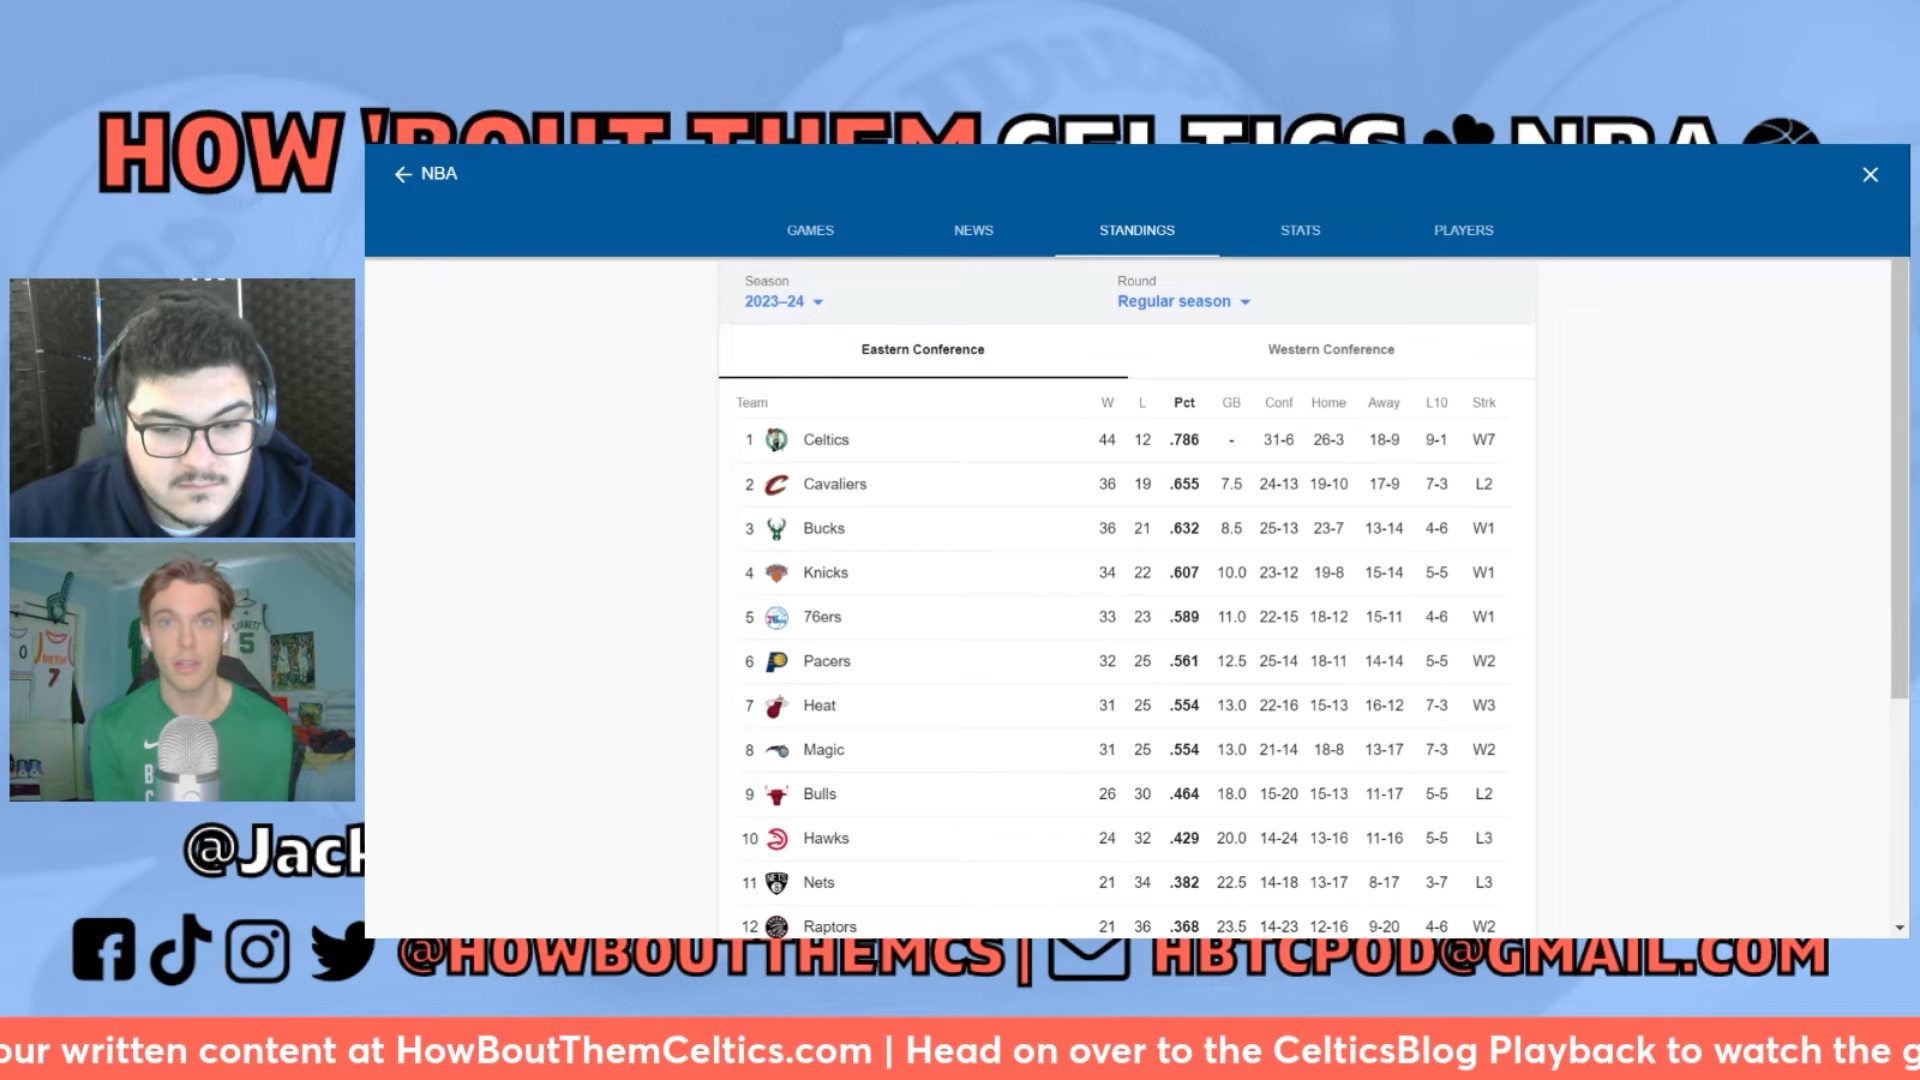 HOW 'BOUT THEM CELTICS NBA
NBA
GAMES NEWS STANDINGS STATS PLAYERS
Season Round
2023–24 Regular season
Eastern Conference Western Conference
Team W L Pct GB Conf Home Away L10 Strk
1 Celtics 44 12 .786 - 31-6 26-3 18-9 9-1 W7
2 Cavaliers 36 19 .655 7.5 24-13 19-10 17-9 7-3 L2
3 Bucks 36 21 .632 8.5 25-13 23-7 13-14 4-6 W1
4 Knicks 34 22 .607 10.0 23-12 19-8 15-14 5-5 W1
5 76ers 33 23 .589 11.0 22-15 18-12 15-11 4-6 W1
6 Pacers 32 25 .561 12.5 25-14 18-11 14-14 5-5 W2
7 Heat 31 25 .554 13.0 22-16 15-13 16-12 7-3 W3
8 Magic 31 25 .554 13.0 21-14 18-8 13-17 7-3 W2
9 Bulls 26 30 .464 18.0 15-20 15-13 11-17 5-5 L2
10 Hawks 24 32 .429 20.0 14-24 13-16 11-16 5-5 L3
11 Nets 21 34 .382 22.5 14-18 13-17 8-17 3-7 L3
12 Raptors 21 36 .368 23.5 14-23 12-16 9-20 4-6 W2
@Jack
@HOWBOUTTHEMCS | HBTCPOD@GMAIL.COM
our written content at HowBoutThemCeltics.com | Head on over to the CelticsBlog Playback to watch the g